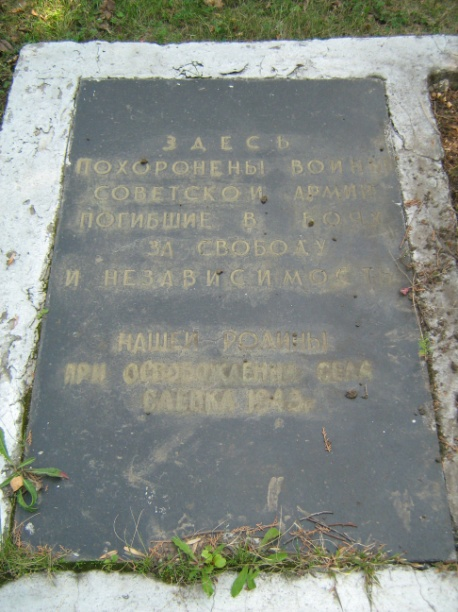 ЗДЕСЬ
ПОХОРОНЕНЫ ВОИНЫ
СОВЕТСКОЙ АРМИИ
ПОГИБШИЕ В БОЯХ
ЗА СВОБОДУ
И НЕЗАВИСИМОСТЬ
НАШЕЙ РОДИНЫ
ПРИ ОСВОБОЖДЕНИИ СЕЛА
1943